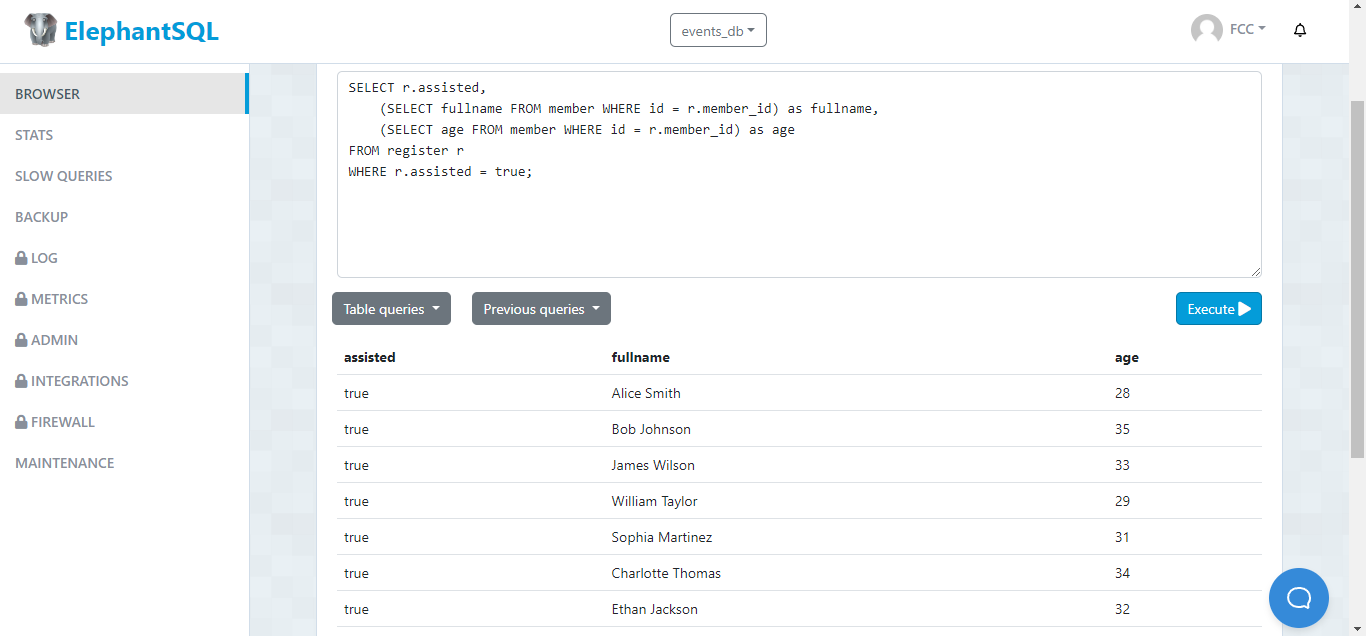 ElephantSQL
events_db
FCC
BROWSER
STATS
SLOW QUERIES
BACKUP
LOG
METRICS
ADMIN
INTEGRATIONS
FIREWALL
MAINTENANCE
SELECT r.assisted,
    (SELECT fullname FROM member WHERE id = r.member_id) as fullname,
    (SELECT age FROM member WHERE id = r.member_id) as age
FROM register r
WHERE r.assisted = true;
Table queries
Previous queries
Execute
assisted fullname age
true Alice Smith 28
true Bob Johnson 35
true James Wilson 33
true William Taylor 29
true Sophia Martinez 31
true Charlotte Thomas 34
true Ethan Jackson 32